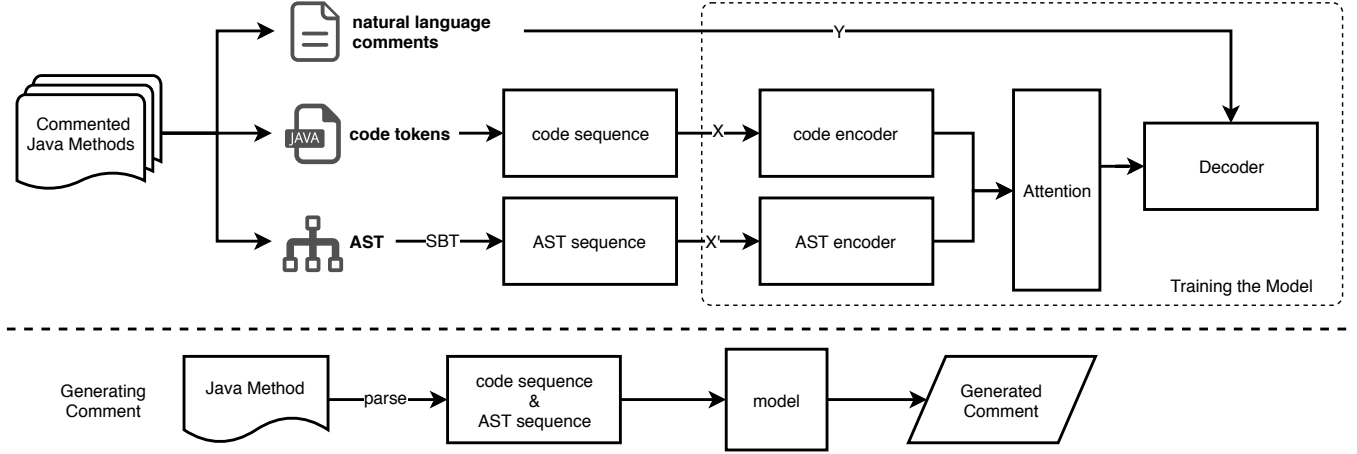 natural language
comments
Y
Commented
Java Methods
JAVA
code tokens
code sequence
X
code encoder
Attention
Decoder
AST
SBT
AST sequence
X'
AST encoder
Training the Model
Generating
Comment
Java Method
parse
code sequence
&
AST sequence
model
Generated
Comment